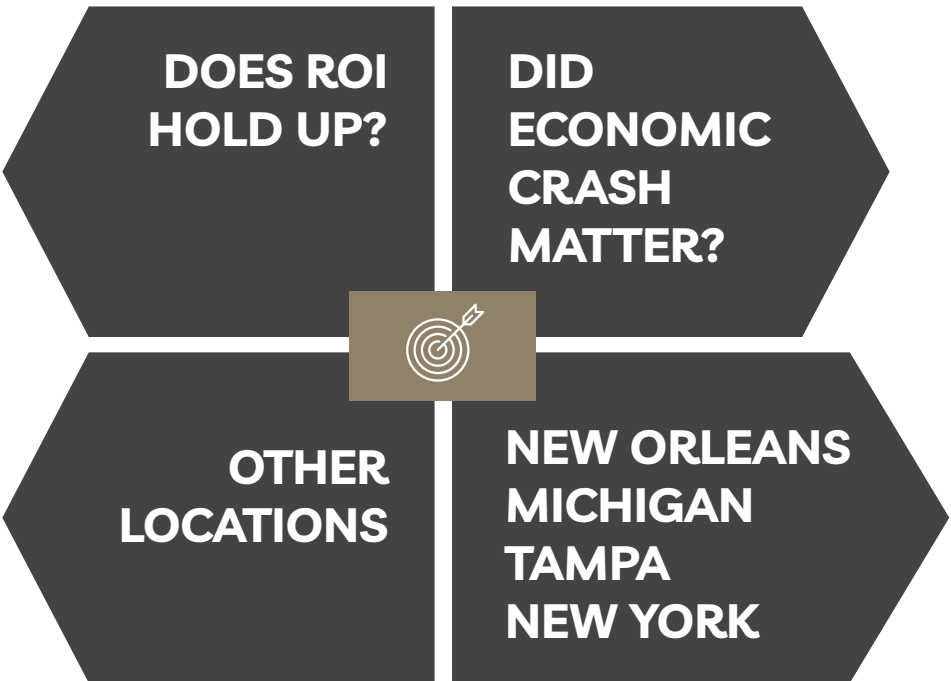 DOES ROI
HOLD UP?
DID
ECONOMIC
CRASH
MATTER?
OTHER
LOCATIONS
NEW ORLEANS
MICHIGAN
TAMPA
NEW YORK